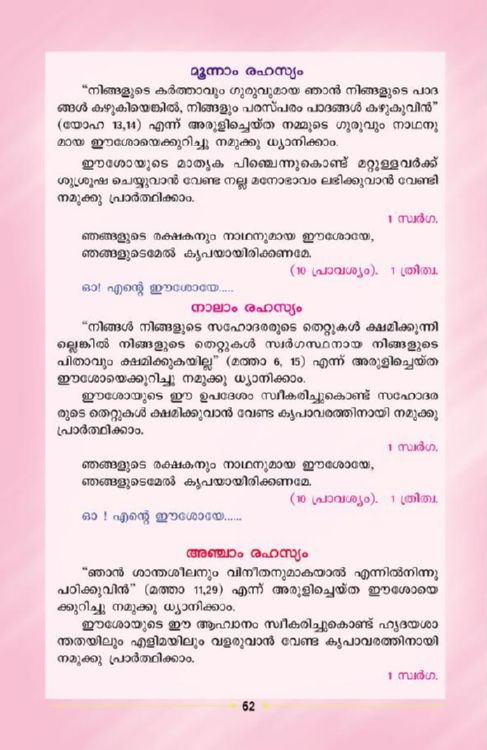 മൂന്നാം രഹസ്യം
"നിങ്ങളുടെ കർത്താവും ഗുരുവുമായ ഞാൻ നിങ്ങളുടെ പാദ
ങ്ങൾ കഴുകിയെങ്കിൽ, നിങ്ങളും പരസ്പരം പാദങ്ങൾ കഴുകുവിൻ"
(യോഹ 13,14) എന്ന് അരുളിച്ചെയ്ത നമ്മുടെ ഗുരുവും നാഥനു
മായ ഈശോയെക്കുറിച്ചു നമുക്കു ധ്യാനിക്കാം.
ഈശോയുടെ മാതൃക പിഞ്ചെന്നുകൊണ്ട് മറ്റുള്ളവർക്ക്
ശുശ്രൂഷ ചെയ്യുവാൻ വേണ്ട നല്ല മനോഭാവം ലഭിക്കുവാൻ വേണ്ടി
നമുക്കു പ്രാർത്ഥിക്കാം.
1 സ്വർഗ.
ഞങ്ങളുടെ രക്ഷകനും നാഥനുമായ ഈശോയേ,
ഞങ്ങളുടെമേൽ കൃപയായിരിക്കണമേ.
(10 പ്രാവശ്യം). 1 ത്രിത്വ.
ഓ! എന്റെ ഈശോയേ.....
നാലാം രഹസ്യം
"നിങ്ങൾ നിങ്ങളുടെ സഹോദരരുടെ തെറ്റുകൾ ക്ഷമിക്കുന്നി
ല്ലെങ്കിൽ നിങ്ങളുടെ തെറ്റുകൾ സ്വർഗസ്ഥനായ നിങ്ങളുടെ
പിതാവും ക്ഷമിക്കുകയില്ല" (മത്താ 6, 15) എന്ന് അരുളിച്ചെയ്ത
ഈശോയെക്കുറിച്ചു നമുക്കു ധ്യാനിക്കാം.
ഈശോയുടെ ഈ ഉപദേശം സ്വീകരിച്ചുകൊണ്ട് സഹോദര
രുടെ തെറ്റുകൾ ക്ഷമിക്കുവാൻ വേണ്ട കൃപാവരത്തിനായി നമുക്കു
പ്രാർത്ഥിക്കാം.
1 സ്വർഗ.
ഞങ്ങളുടെ രക്ഷകനും നാഥനുമായ ഈശോയേ,
ഞങ്ങളുടെമേൽ കൃപയായിരിക്കണമേ.
(10 പ്രാവശ്യം). 1 ത്രിത്വ.
ഓ ! എന്റെ ഈശോയേ......
അഞ്ചാം രഹസ്യം
"ഞാൻ ശാന്തശീലനും വിനീതനുമാകയാൽ എന്നിൽനിന്നു
പഠിക്കുവിൻ" (മത്താ 11,29) എന്ന് അരുളിച്ചെയ്ത ഈശോയെ
ക്കുറിച്ചു നമുക്കു ധ്യാനിക്കാം.
ഈശോയുടെ ഈ ആഹ്വാനം സ്വീകരിച്ചുകൊണ്ട് ഹൃദയശാ
ന്തതയിലും എളിമയിലും വളരുവാൻ വേണ്ട കൃപാവരത്തിനായി
നമുക്കു പ്രാർത്ഥിക്കാം.
1 സ്വർഗ.
62